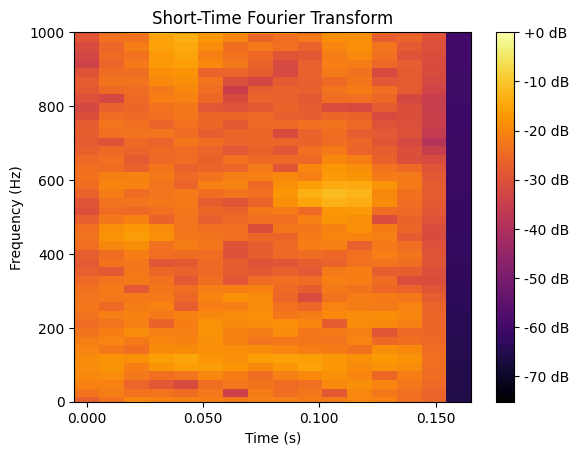 Short-Time Fourier Transform
1000
800
600
400
200
0
Frequency (Hz)
0.000
0.050
0.100
0.150
Time (s)
+0 dB
-10 dB
-20 dB
-30 dB
-40 dB
-50 dB
-60 dB
-70 dB